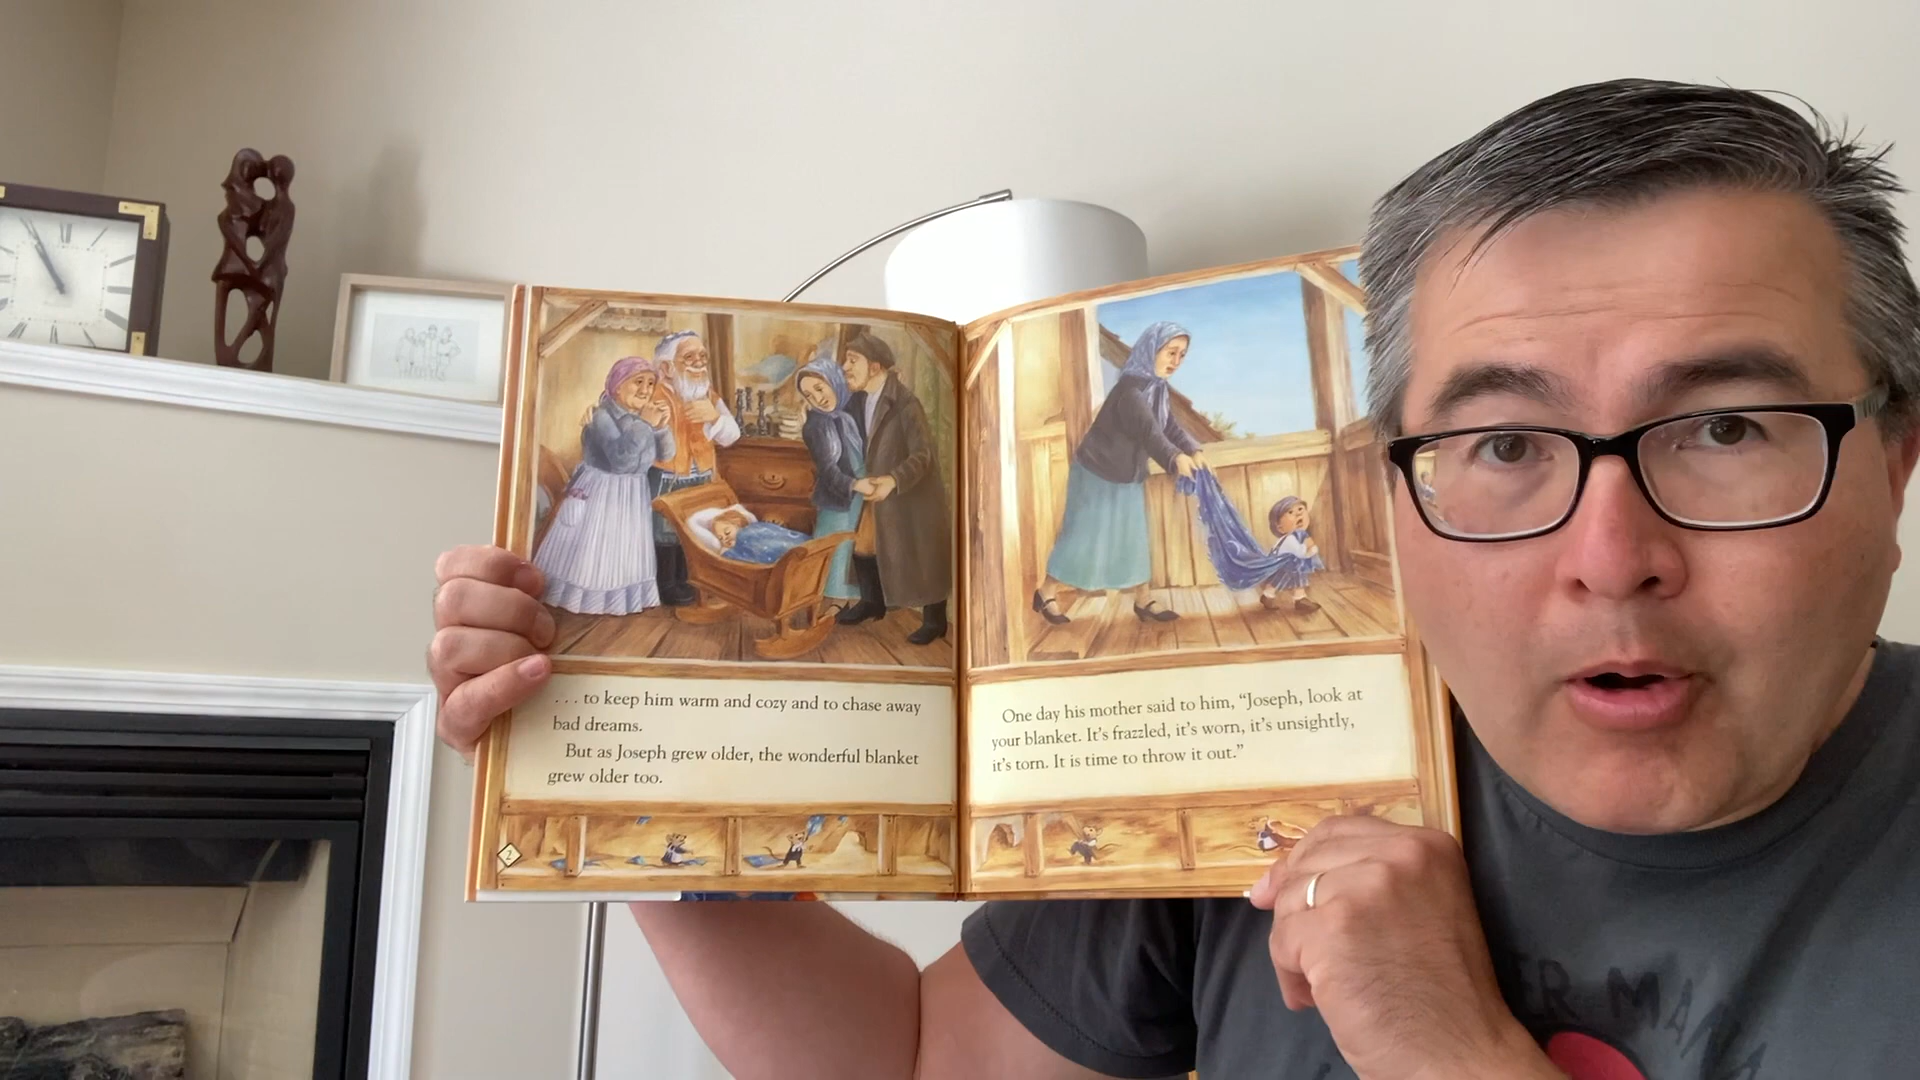 . . . to keep him warm and cozy and to chase away
bad dreams.
But as Joseph grew older, the wonderful blanket
grew older too.
2
One day his mother said to him, “Joseph, look at
your blanket. It’s frazzled, it’s worn, it’s unsightly,
it’s torn. It is time to throw it out.”